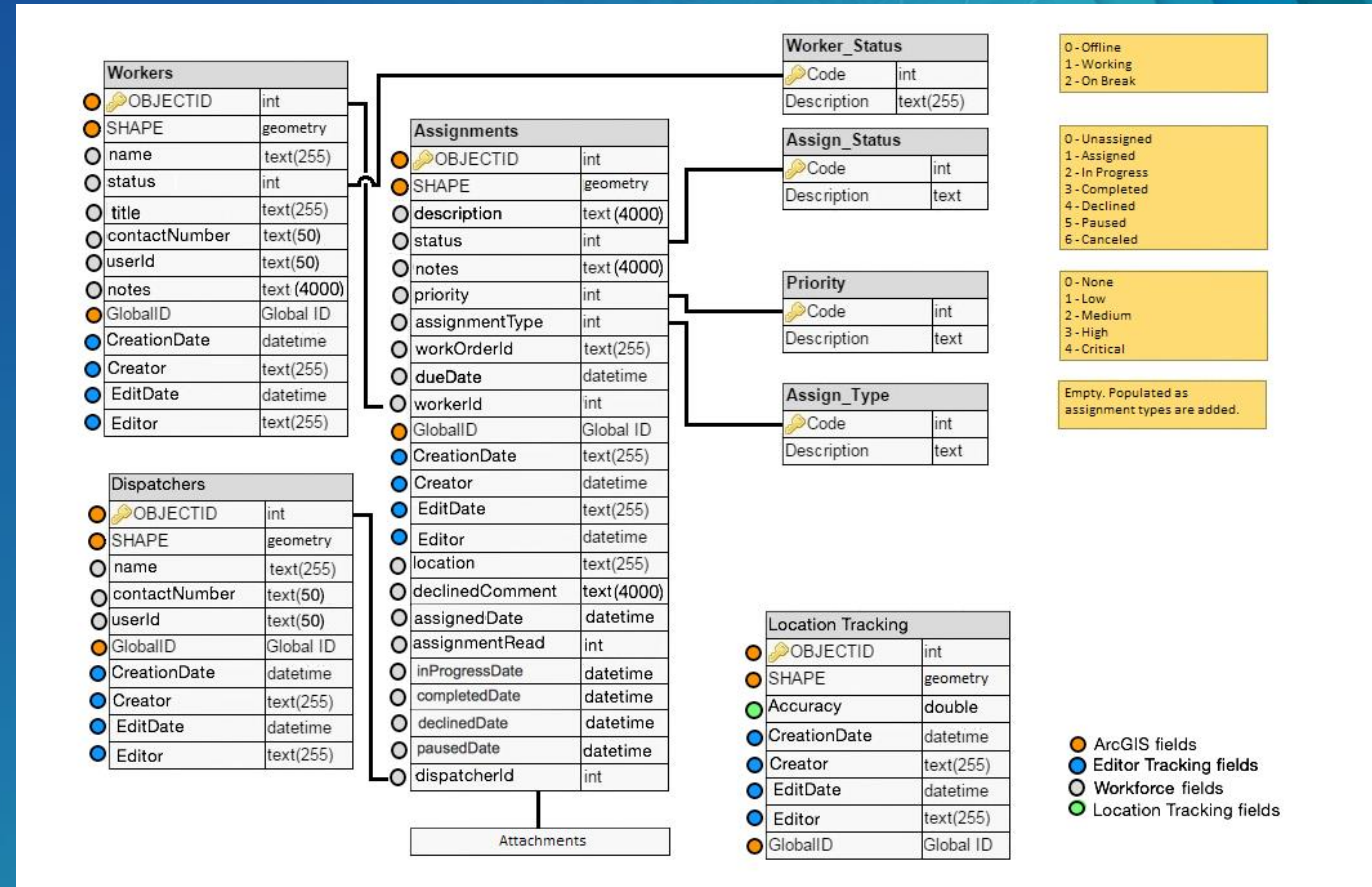 Workers
OBJECTID int
SHAPE geometry
name text(255)
status int
title text(255)
contactNumber text(50)
userId text(50)
notes text (4000)
GlobalID Global ID
CreationDate datetime
Creator text(255)
EditDate datetime
Editor text(255)
Dispatchers
OBJECTID int
SHAPE geometry
name text(255)
contactNumber text(50)
userId text(50)
GlobalID Global ID
CreationDate datetime
Creator text(255)
EditDate datetime
Editor text(255)
Assignments
OBJECTID int
SHAPE geometry
description text (4000)
status int
notes text (4000)
priority int
assignmentType int
workOrderId text(255)
dueDate datetime
workerId int
GlobalID Global ID
CreationDate text(255)
Creator datetime
EditDate text(255)
Editor datetime
location text(255)
declinedComment text(4000)
assignedDate datetime
assignmentRead int
inProgressDate datetime
completedDate datetime
declinedDate datetime
pausedDate datetime
dispatcherId int
Attachments
Worker_Status
Code int
Description text(255)
Assign_Status
Code int
Description text
Priority
Code int
Description text
Assign_Type
Code int
Description text
0 - Offline
1 - Working
2 - On Break
0 - Unassigned
1 - Assigned
2 - In Progress
3 - Completed
4 - Declined
5 - Paused
6 - Canceled
0 - None
1 - Low
2 - Medium
3 - High
4 - Critical
Empty. Populated as
assignment types are added.
Location Tracking
OBJECTID int
SHAPE geometry
Accuracy double
CreationDate datetime
Creator text(255)
EditDate datetime
Editor text(255)
GlobalID Global ID
ArcGIS fields
Editor Tracking fields
Workforce fields
Location Tracking fields